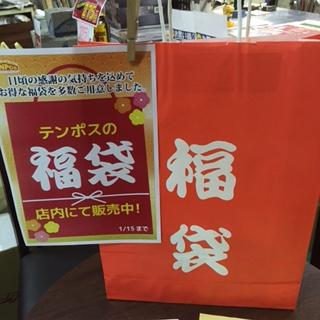 日頃の感謝の気持ちを込めて
お得な福袋を多数ご用意しました
テンポスの
福袋
店内にて販売中!
1/15まで
福
袋